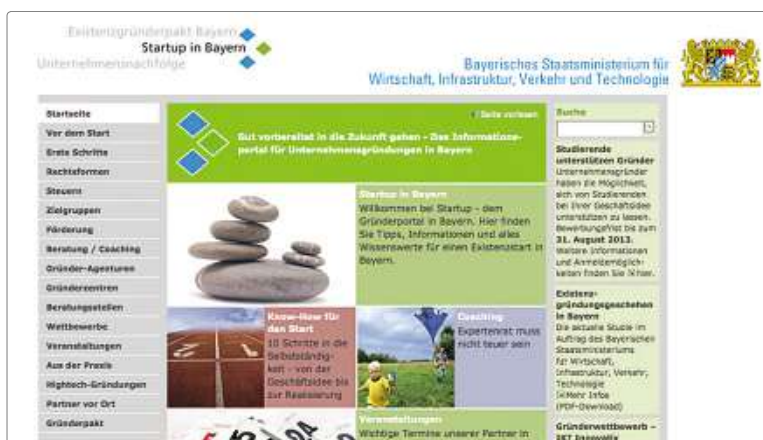 Existenzgründerpakt Bayern
Startup in Bayern
Unternehmensnachfolge
Bayerisches Staatsministerium für
Wirtschaft, Infrastruktur, Verkehr und Technologie
Startseite
Vor dem Start
Erste Schritte
Rechtsformen
Steuern
Zielgruppen
Förderung
Beratung / Coaching
Gründer-Agenturen
Gründerzentren
Beratungsstellen
Wettbewerbe
Veranstaltungen
Aus der Praxis
Hightech-Gründungen
Partner vor Ort
Gründerpakt
Seite vorlesen
Gut vorbereitet in die Zukunft gehen - Das Informations-
portal für Unternehmensgründungen in Bayern
Startup in Bayern
Willkommen bei Startup - dem
Gründerportal in Bayern. Hier finden
Sie Tipps, Informationen und alles
Wissenswerte für einen Existenzstart in
Bayern.
Know-How für
den Start
10 Schritte in die
Selbständig-
keit - von der
Geschäftsidee bis
zur Realisierung
Coaching
Expertenrat muss
nicht teuer sein
Veranstaltungen
Wichtige Termine unserer Partner in
Suche
Studierende
unterstützen Gründer
Unternehmensgründer
haben die Möglichkeit,
sich von Studierenden
bei ihrer Geschäftsidee
unterstützen zu lassen.
Bewerbungsfrist bis zum
31. August 2013.
Weitere Informationen
und Anmeldemöglich-
keiten finden Sie hier.
Existenz-
gründungsgeschehen
in Bayern
Die aktuelle Studie im
Auftrag des Bayerischen
Staatsministeriums
für Wirtschaft,
Infrastruktur, Verkehr,
Technologie
Mehr Infos
(PDF-Download)
Gründerwettbewerb -
IKT Innovativ